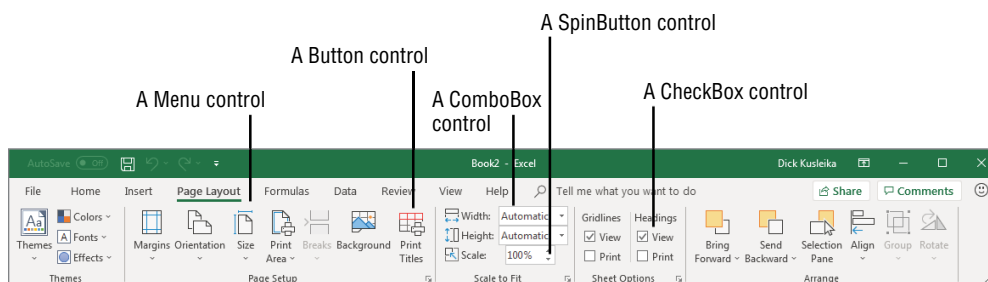 A SpinButton control
A Button control
A Menu control
A ComboBox
control
A CheckBox control
AutoSave Off
Book2 - Excel
Dick Kusleika
File Home Insert Page Layout Formulas Data Review View Help Tell me what you want to do Share Comments
Aa Colors
A Fonts
Effects
Themes
Themes
Margins Orientation Size Print Area Breaks Background Print Titles
Page Setup
Width: Automatic
Height: Automatic
Scale: 100%
Scale to Fit
Gridlines Headings
View View
Print Print
Sheet Options
Bring Forward Send Backward Selection Pane Align Group Rotate
Arrange